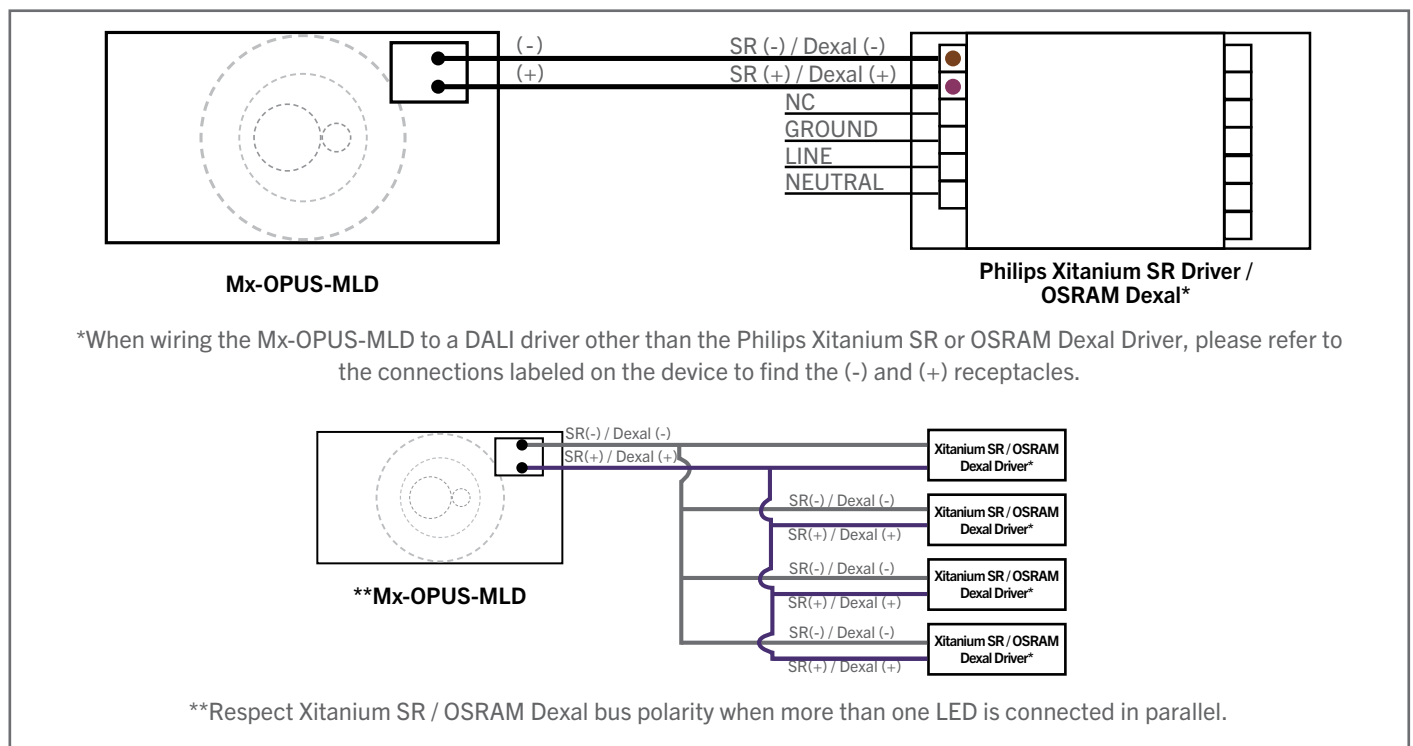 (-)
SR (-) / Dexal (-)
(+)
SR (+) / Dexal (+)
NC
GROUND
LINE
NEUTRAL
Mx-OPUS-MLD
Philips Xitanium SR Driver /
OSRAM Dexal*
*When wiring the Mx-OPUS-MLD to a DALI driver other than the Philips Xitanium SR or OSRAM Dexal Driver, please refer to
the connections labeled on the device to find the (-) and (+) receptacles.
SR(-) / Dexal (-)
SR(+) / Dexal (+)
Xitanium SR / OSRAM
Dexal Driver*
SR(-) / Dexal (-)
SR(+) / Dexal (+)
Xitanium SR / OSRAM
Dexal Driver*
SR(-) / Dexal (-)
SR(+) / Dexal (+)
Xitanium SR / OSRAM
Dexal Driver*
SR(-) / Dexal (-)
SR(+) / Dexal (+)
Xitanium SR / OSRAM
Dexal Driver*
**Mx-OPUS-MLD
**Respect Xitanium SR / OSRAM Dexal bus polarity when more than one LED is connected in parallel.